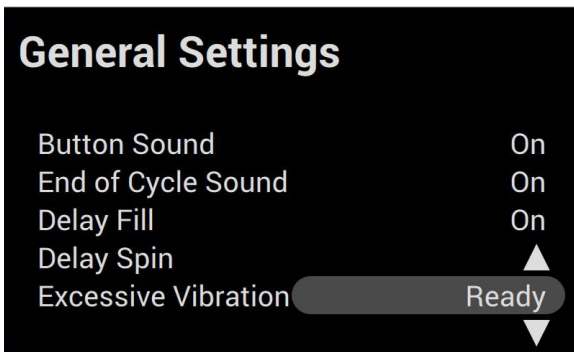 General Settings
Button Sound On
End of Cycle Sound On
Delay Fill On
Delay Spin
Excessive Vibration Ready